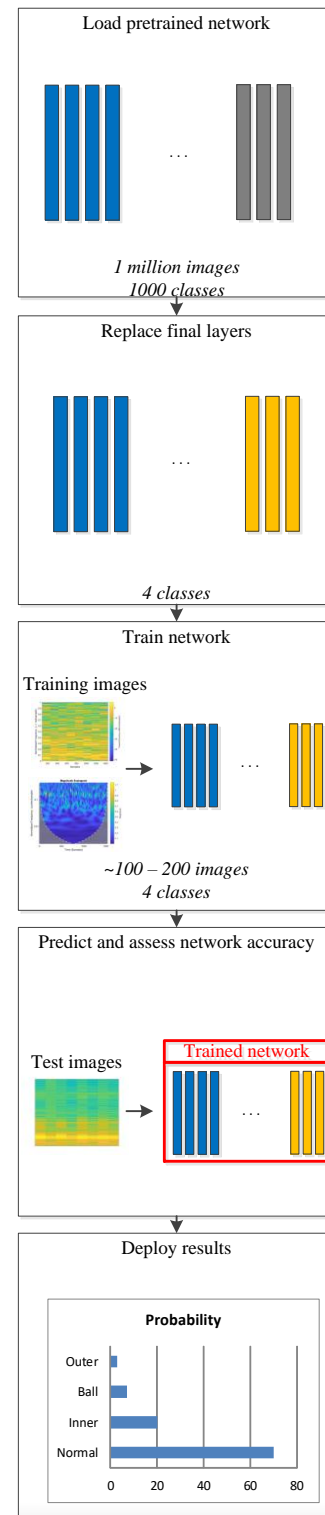 Load pretrained network
. . .
1 million images
1000 classes
Replace final layers
. . .
4 classes
Train network
Training images
. . .
~100 – 200 images
4 classes
Predict and assess network accuracy
Trained network
Test images
. . .
Deploy results
Probability
Outer
Ball
Inner
Normal
0 20 40 60 80